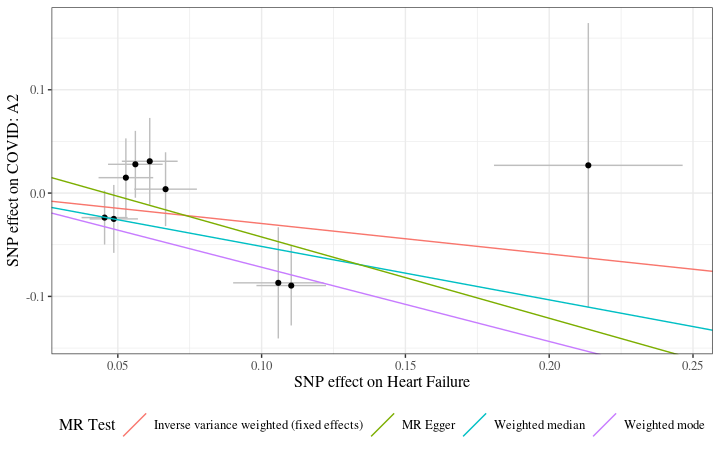 SNP effect on COVID: A2
0.1
0.0
-0.1
0.05
0.10
0.15
0.20
0.25
SNP effect on Heart Failure
MR Test
Inverse variance weighted (fixed effects)
MR Egger
Weighted median
Weighted mode